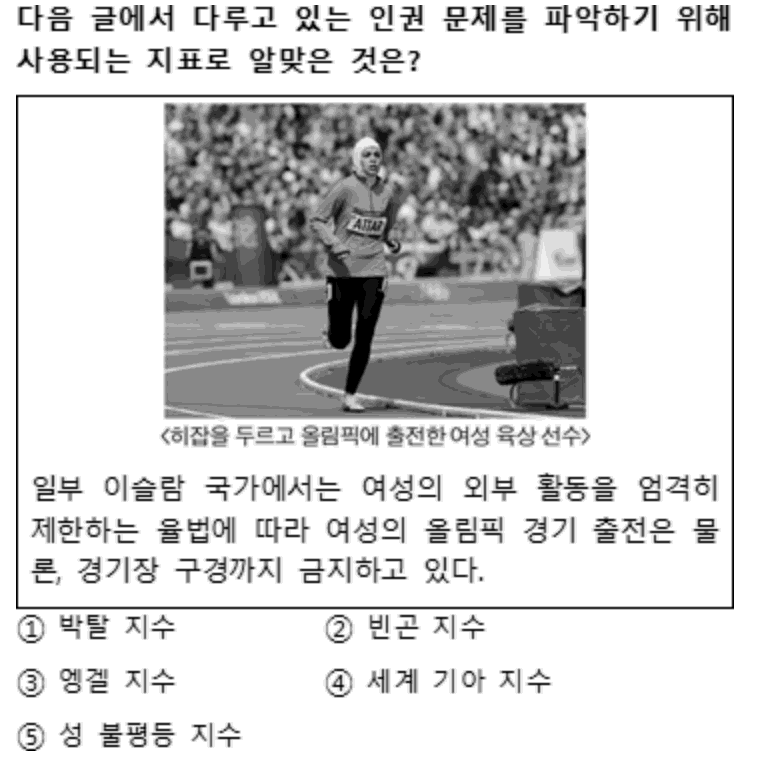 다음 글에서 다루고 있는 인권 문제를 파악하기 위해
사용되는 지표로 알맞은 것은?
ATTAR
<히잡을 두르고 올림픽에 출전한 여성 육상 선수>
일부 이슬람 국가에서는 여성의 외부 활동을 엄격히
제한하는 율법에 따라 여성의 올림픽 경기 출전은 물
론, 경기장 구경까지 금지하고 있다.
① 박탈 지수 ② 빈곤 지수
③ 엥겔 지수 ④ 세계 기아 지수
⑤ 성 불평등 지수